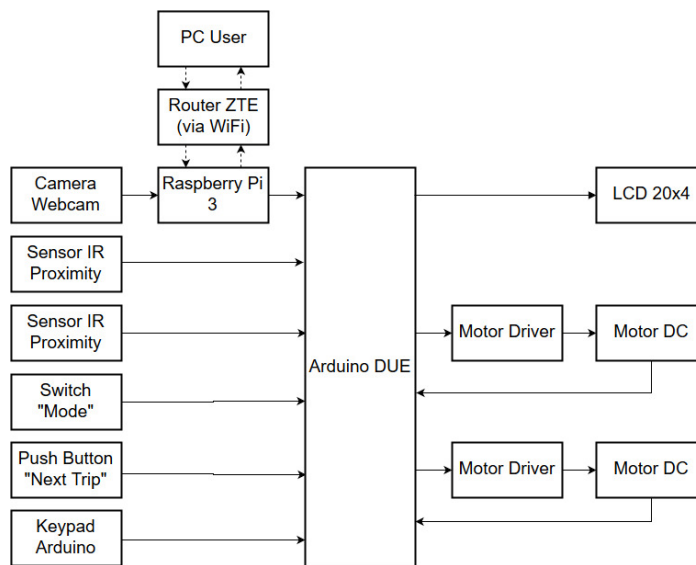 PC User
Router ZTE
(via WiFi)
Camera
Webcam
Raspberry Pi
3
LCD 20x4
Sensor IR
Proximity
Sensor IR
Proximity
Arduino DUE
Motor Driver
Motor DC
Switch
"Mode"
Push Button
"Next Trip"
Motor Driver
Motor DC
Keypad
Arduino